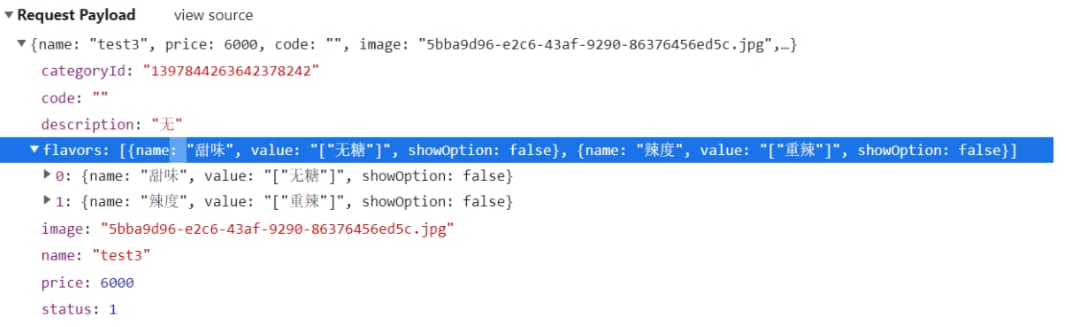 ▼Request Payload view source
▼{name: "test3", price: 6000, code: "", image: "5bba9d96-e2c6-43af-9290-86376456ed5c.jpg",…}
categoryId: "1397844263642378242"
code: ""
description: "无"
▼flavors: [{name: "甜味", value: "["无糖"]", showOption: false}, {name: "辣度", value: "["重辣"]", showOption: false}]
▶0: {name: "甜味", value: "["无糖"]", showOption: false}
▶1: {name: "辣度", value: "["重辣"]", showOption: false}
image: "5bba9d96-e2c6-43af-9290-86376456ed5c.jpg"
name: "test3"
price: 6000
status: 1